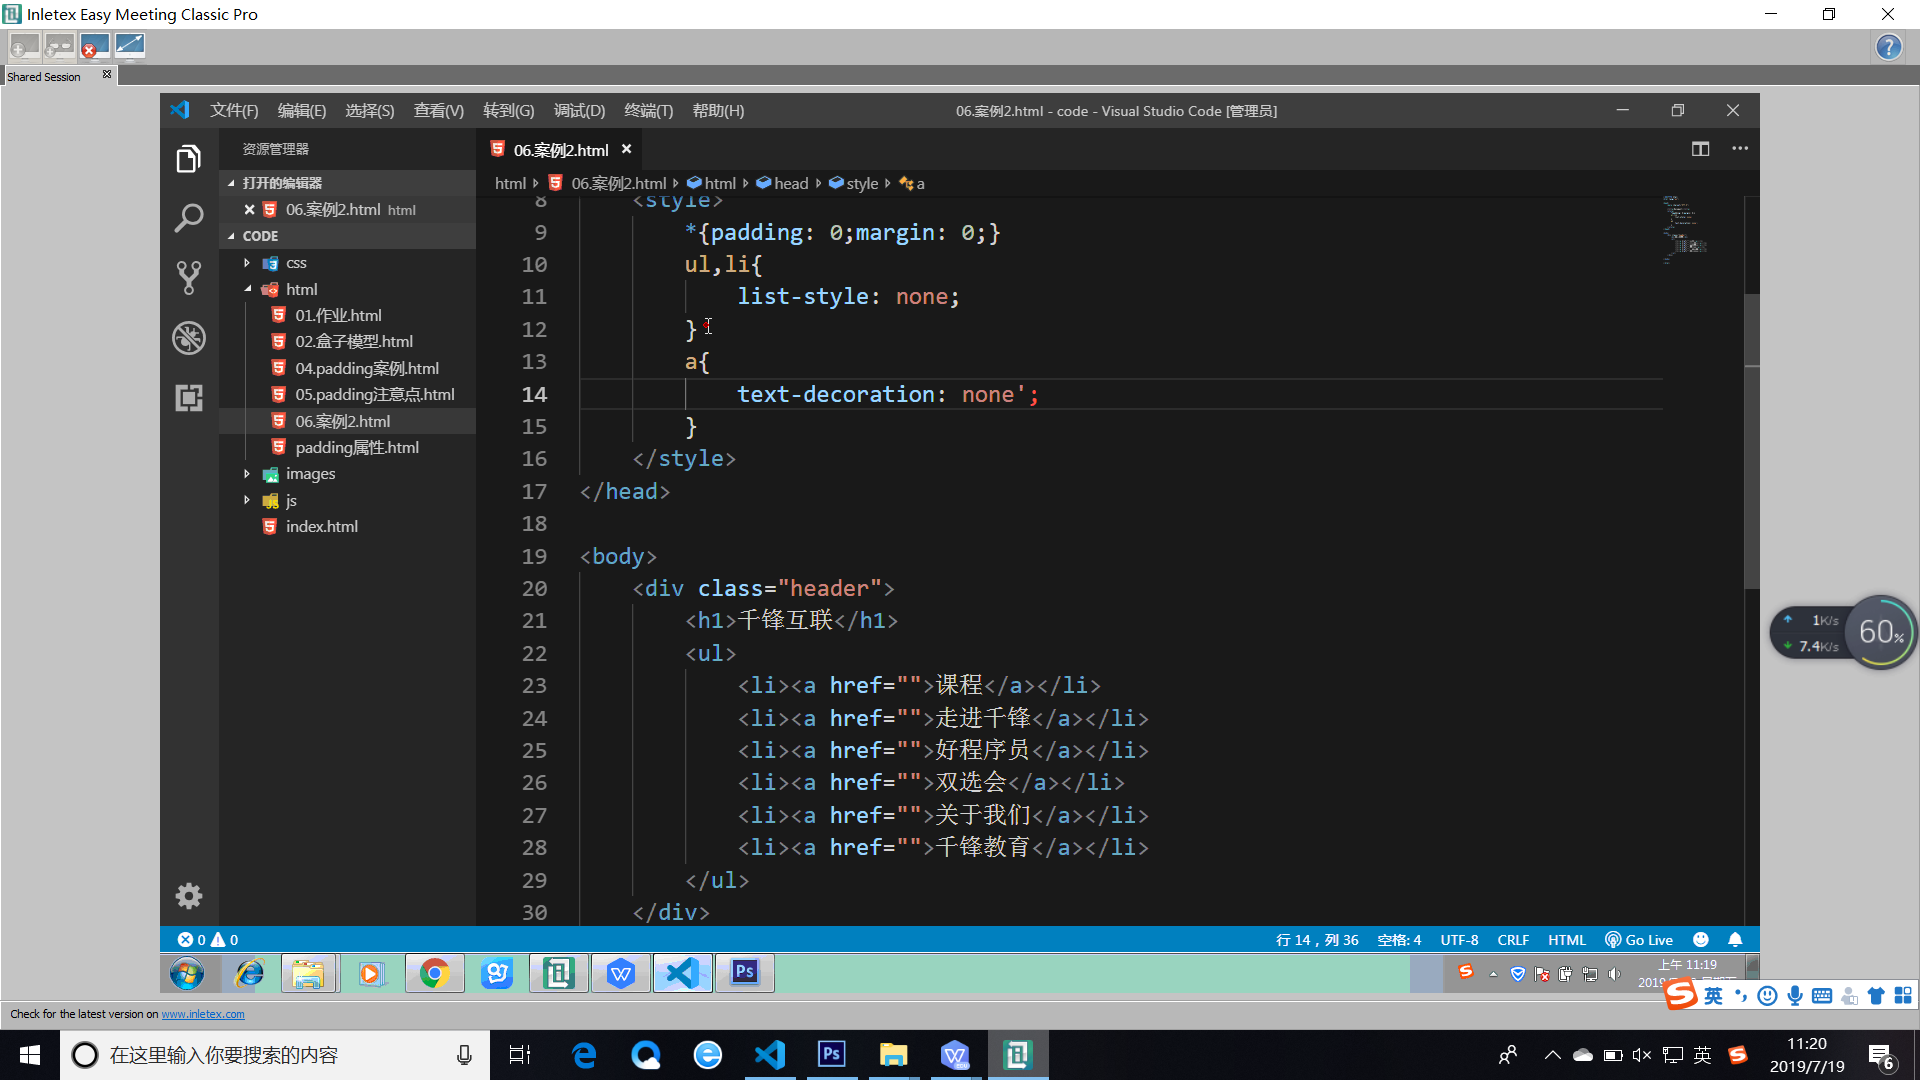 Inletex Easy Meeting Classic Pro
Shared Session
文件(F) 编辑(E) 选择(S) 查看(V) 转到(G) 调试(D) 终端(T) 帮助(H)
06.案例2.html - code - Visual Studio Code [管理员]
资源管理器
打开的编辑器
06.案例2.html html
CODE
css
html
01.作业.html
02.盒子模型.html
04.padding案例.html
05.padding注意点.html
06.案例2.html
padding属性.html
images
js
index.html
06.案例2.html
html 06.案例2.html html head style a
8 <style>
9 *{padding: 0;margin: 0;}
10 ul,li{
11 list-style: none;
12 }
13 a{
14 text-decoration: none';
15 }
16 </style>
17 </head>
18
19 <body>
20 <div class="header">
21 <h1>千锋互联</h1>
22 <ul>
23 <li><a href="">课程</a></li>
24 <li><a href="">走进千锋</a></li>
25 <li><a href="">好程序员</a></li>
26 <li><a href="">双选会</a></li>
27 <li><a href="">关于我们</a></li>
28 <li><a href="">千锋教育</a></li>
29 </ul>
30 </div>
1K/s
7.4K/s
60%
0 0
行 14，列 36 空格: 4 UTF-8 CRLF HTML Go Live
Ps
上午 11:19
英
Check for the latest version on www.inletex.com
在这里输入你要搜索的内容
Ps
英
11:20
2019/7/19
6